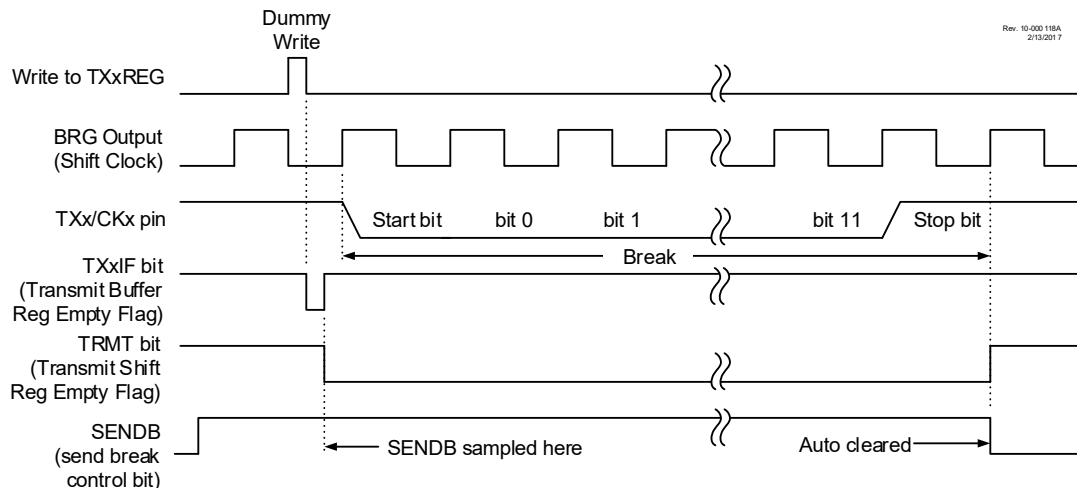 Dummy
Write
Rev. 10-000 118A
2/13/2017
Write to TXxREG
BRG Output
(Shift Clock)
TXx/CKx pin
Start bit
bit 0
bit 1
bit 11
Stop bit
Break
TXxIF bit
(Transmit Buffer
Reg Empty Flag)
TRMT bit
(Transmit Shift
Reg Empty Flag)
SENDB
(send break
control bit)
SENDB sampled here
Auto cleared